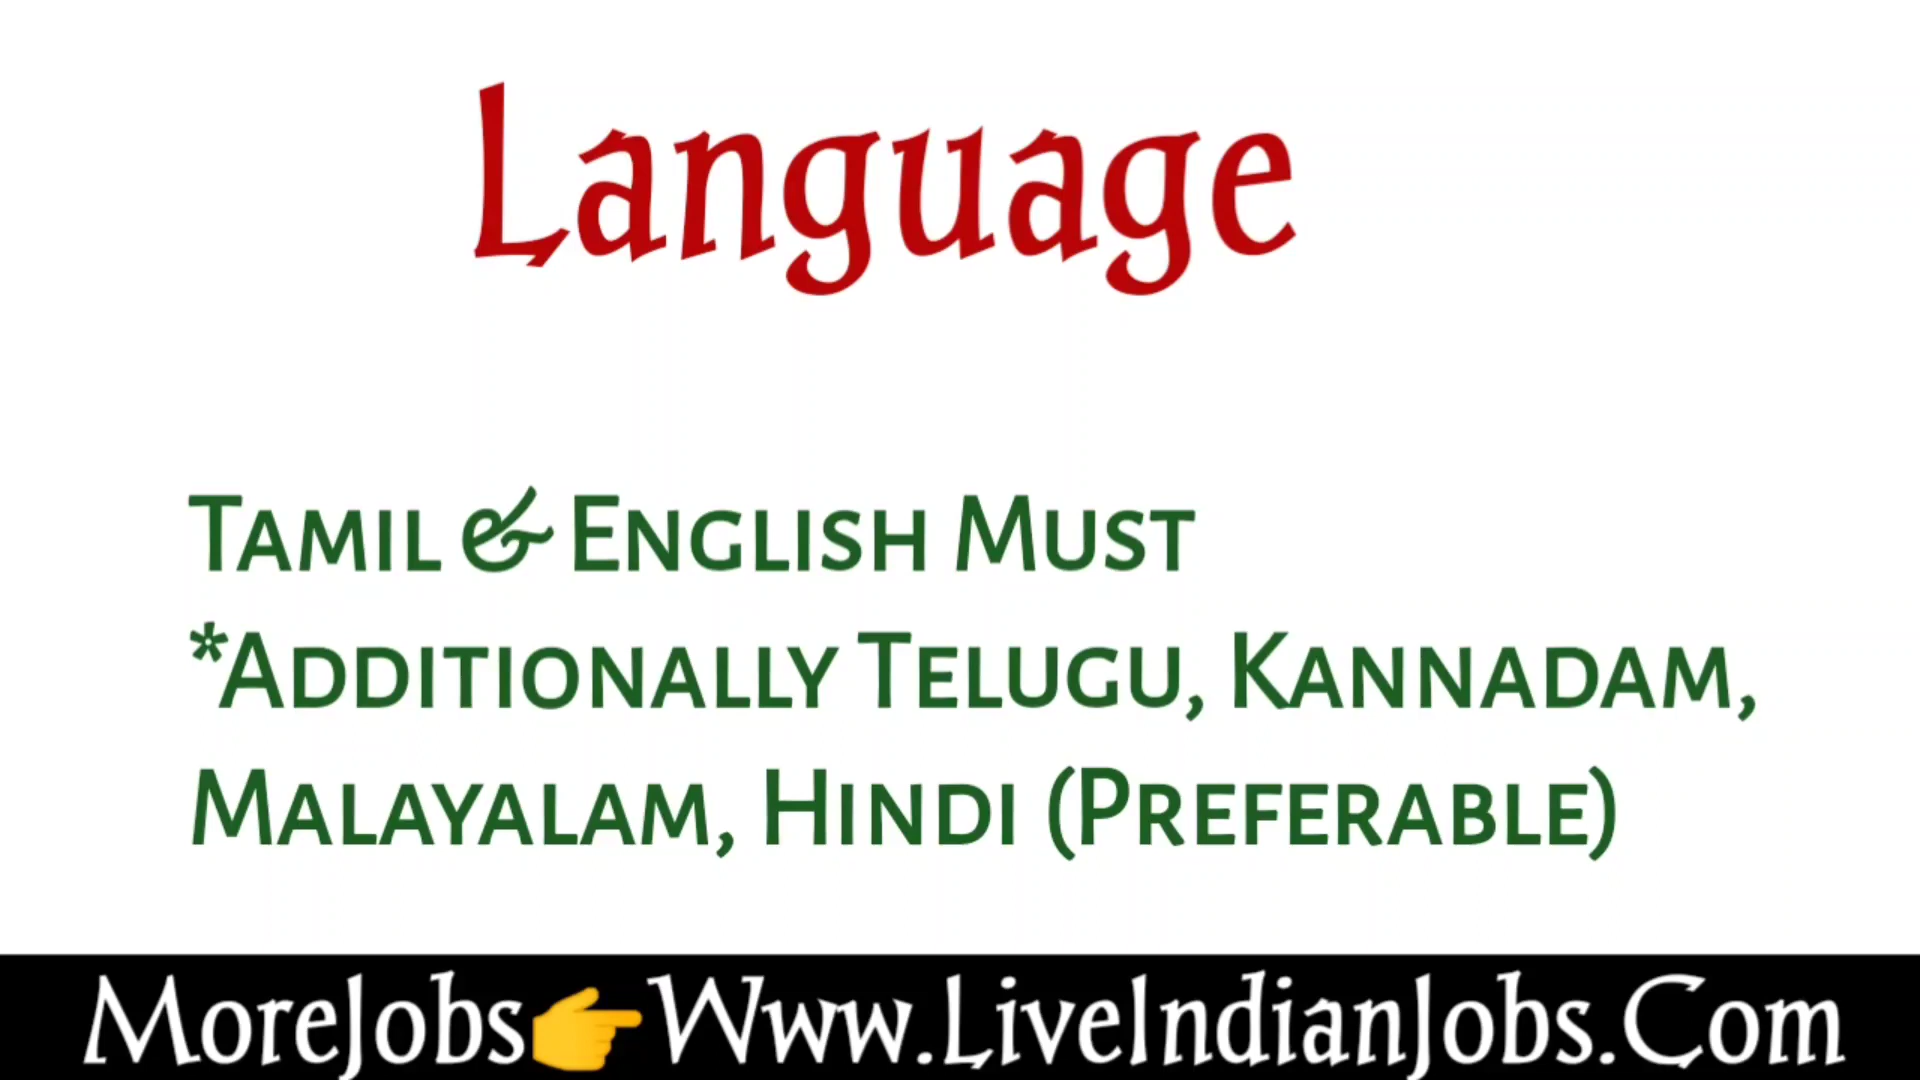 Language
Tamil & English Must
*Additionally Telugu, Kannadam,
Malayalam, Hindi (Preferable)
MoreJobs👉Www.LiveIndianJobs.Com